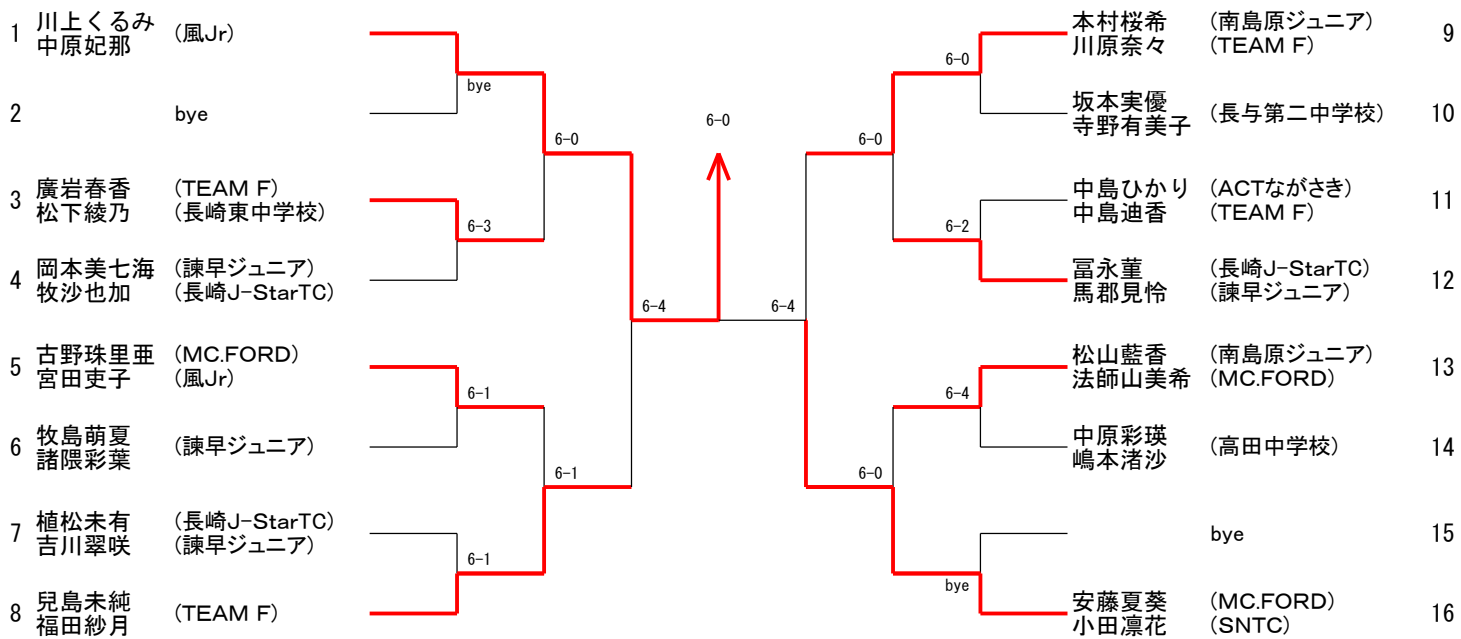 1 川上くるみ (風Jr)
中原妃那
bye
2 bye
6-0
3 廣岩春香 (TEAM F)
松下綾乃 (長崎東中学校)
6-3
4 岡本美七海 (諫早ジュニア)
牧沙也加 (長崎J-StarTC)
6-4
5 古野珠里亜 (MC.FORD)
宮田吏子 (風Jr)
6-1
6 牧島萌夏 (諫早ジュニア)
諸隈彩葉
6-1
7 植松未有 (長崎J-StarTC)
吉川翠咲 (諫早ジュニア)
6-1
8 兒島未純 (TEAM F)
福田紗月
6-0
本村桜希 (南島原ジュニア) 9
川原奈々 (TEAM F)
6-0
坂本実優 (長与第二中学校) 10
寺野有美子
6-0
中島ひかり (ACTながさき) 11
中島迪香 (TEAM F)
6-2
冨永菫 (長崎J-StarTC) 12
馬郡見怜 (諫早ジュニア)
6-4
松山藍香 (南島原ジュニア) 13
法師山美希 (MC.FORD)
6-4
中原彩瑛 (高田中学校) 14
嶋本渚沙
6-0
bye 15
bye
安藤夏葵 (MC.FORD) 16
小田凛花 (SNTC)